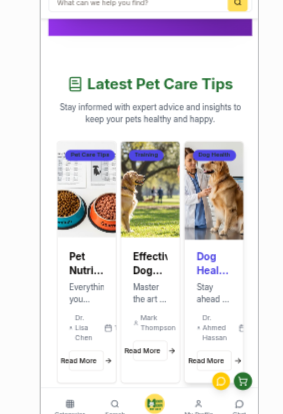 What can we help you find?
Latest Pet Care Tips
Stay informed with expert advice and insights to
keep your pets healthy and happy.
Pet Care Tips
Training
Dog Health
Pet
Nutri...
Effectiv
Dog...
Dog
Heal...
Everythin
you...
Master
the art ...
Stay
ahead ...
Dr.
Lisa
Chen
Mark
Thompson
Dr.
Ahmed
Hassan
Read More
Read More
Read More
Categories
Search
My Profile
Chat